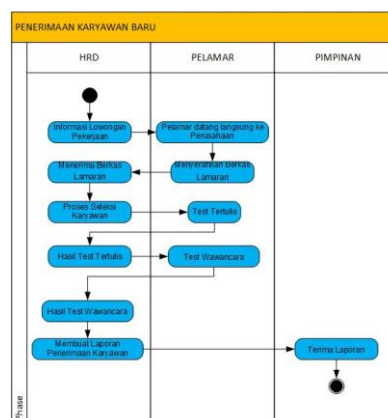 PENERIMAAN KARYAWAN BARU
HRD
PELAMAR
PIMPINAN
Informasi Lowongan
Pekerjaan
Pelamar datang langsung ke
Perusahaan
Menerima Berkas
Lamaran
Menyerahkan Berkas
Lamaran
Proses Seleksi
Karyawan
Test Tertulis
Hasil Test Tertulis
Test Wawancara
Hasil Test Wawancara
Membuat Laporan
Penerimaan Karyawan
Terima Laporan
Phase